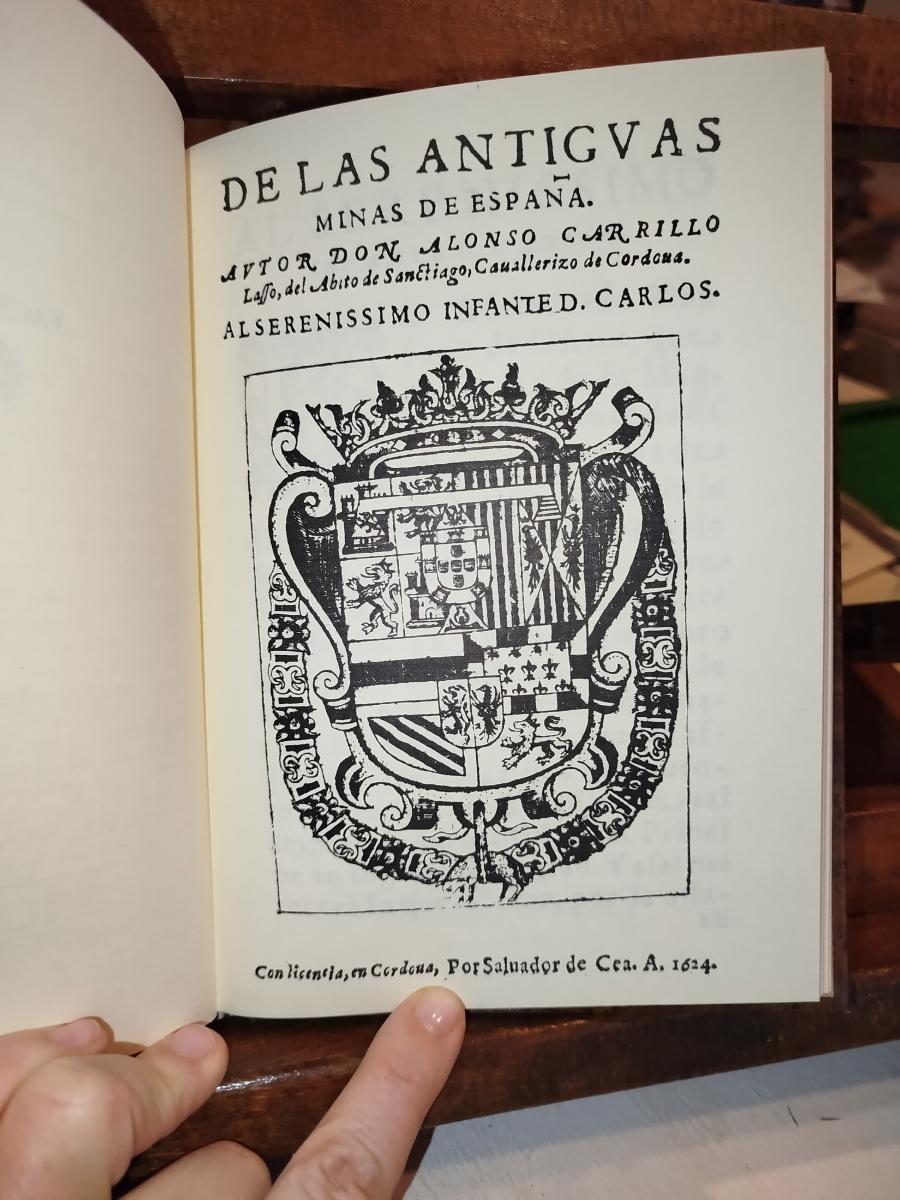 DE LAS ANTIGVAS
MINAS DE ESPAÑA.
AVTOR DON ALONSO CARRILLO
Lasso, del Abito de Sanctiago, Cauallerizo de Cordoua.
AL SERENISSIMO INFANTE D. CARLOS.
Con licencia, en Cordoua, Por Saluador de Cea. A. 1624.